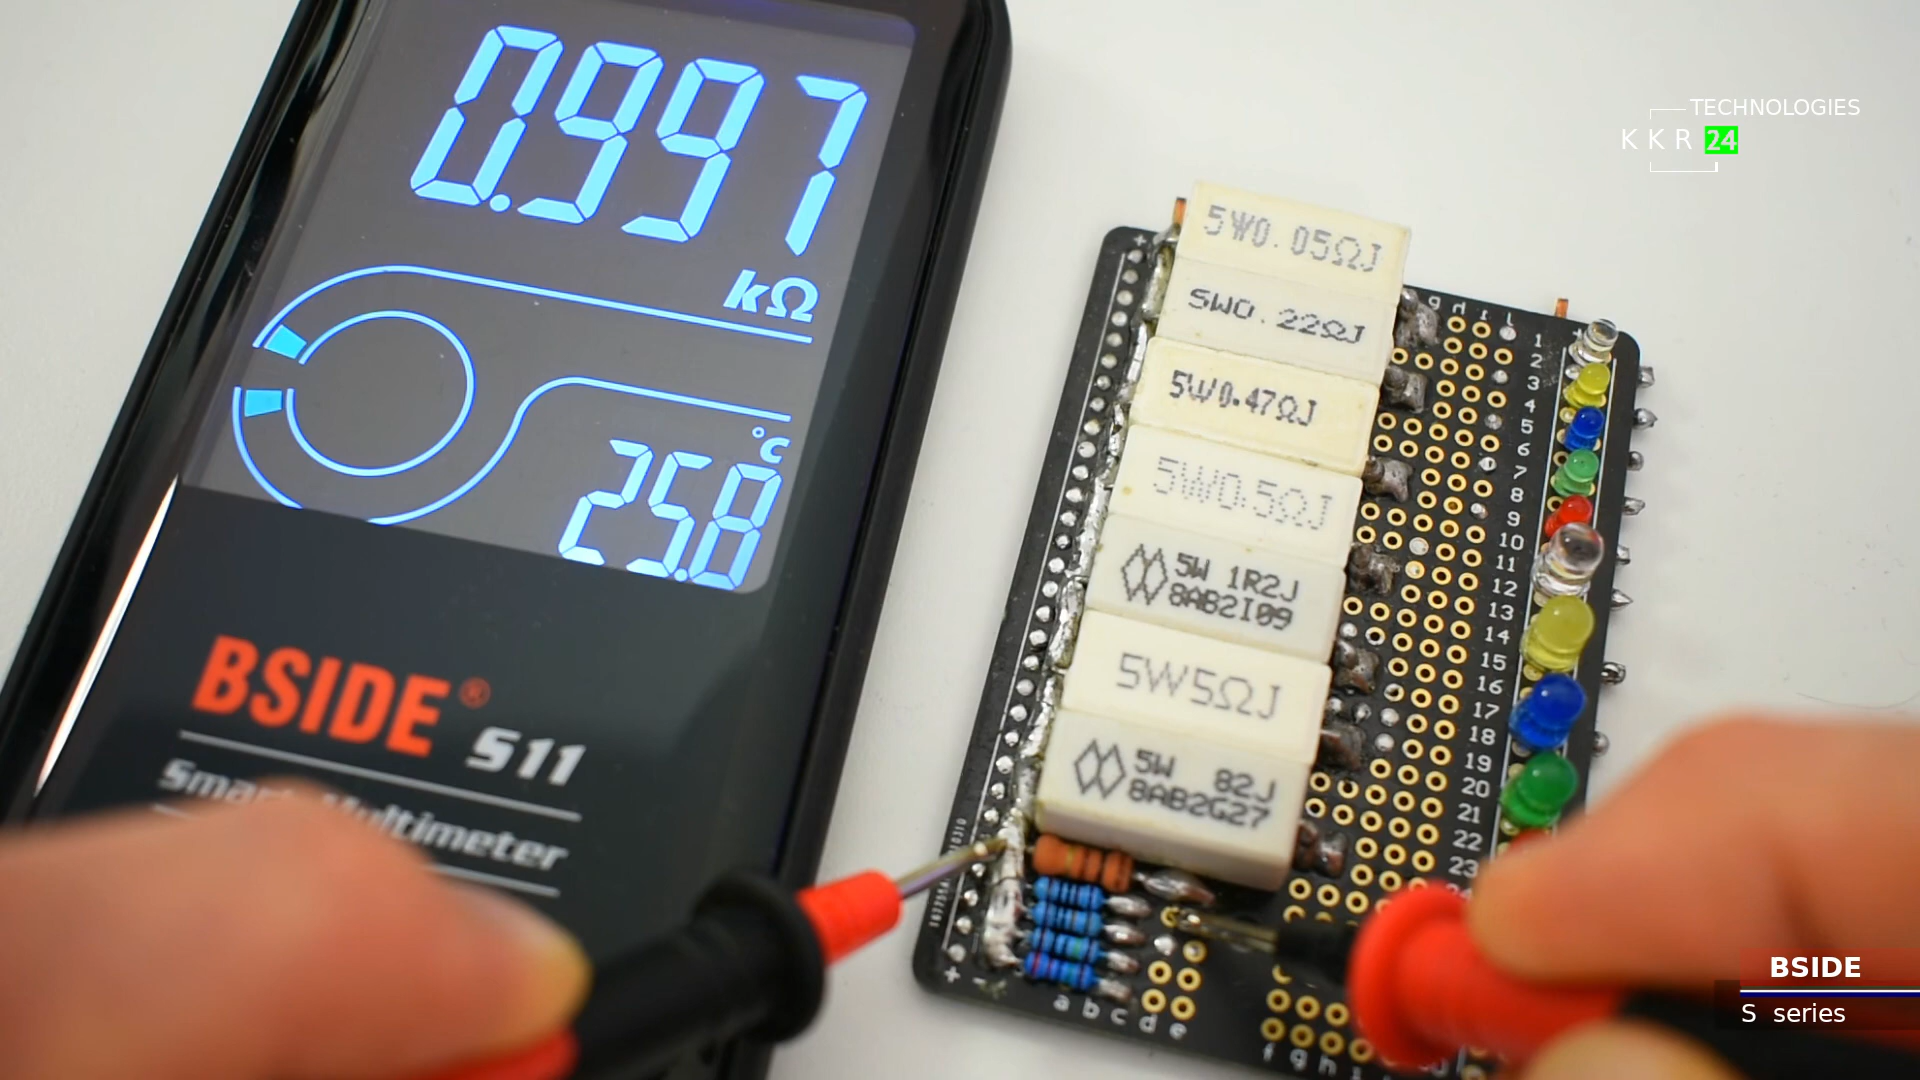 0.997
kΩ
°C
25.8
BSIDE®
S11
Smart Multimeter
TECHNOLOGIES
KKR 24
5W0.05ΩJ
5W0.22ΩJ
5W0.47ΩJ
5W0.5ΩJ
5W 1R2J
8AB2I09
5W5ΩJ
5W 82J
8AB2G27
+
g
1
2
3
4
5
6
7
8
9
10
11
12
13
14
15
16
17
18
19
20
21
22
23
+
a b c d e
f g h i
BSIDE
S series